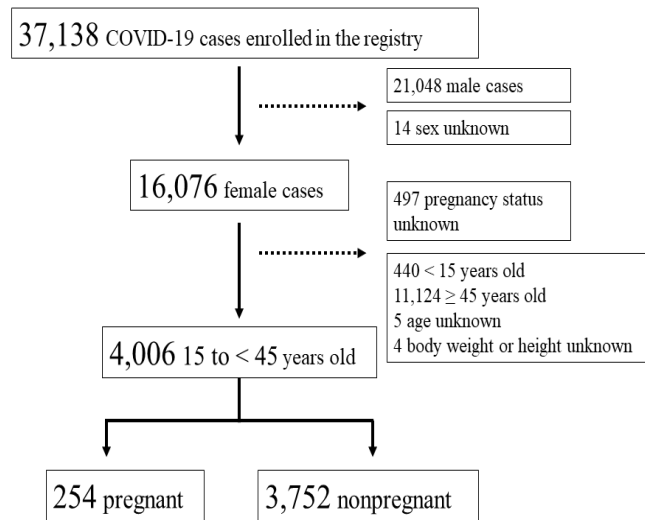 37,138 COVID-19 cases enrolled in the registry
21,048 male cases
14 sex unknown
16,076 female cases
497 pregnancy status
unknown
440 < 15 years old
11,124 ≥ 45 years old
5 age unknown
4 body weight or height unknown
4,006 15 to < 45 years old
254 pregnant
3,752 nonpregnant